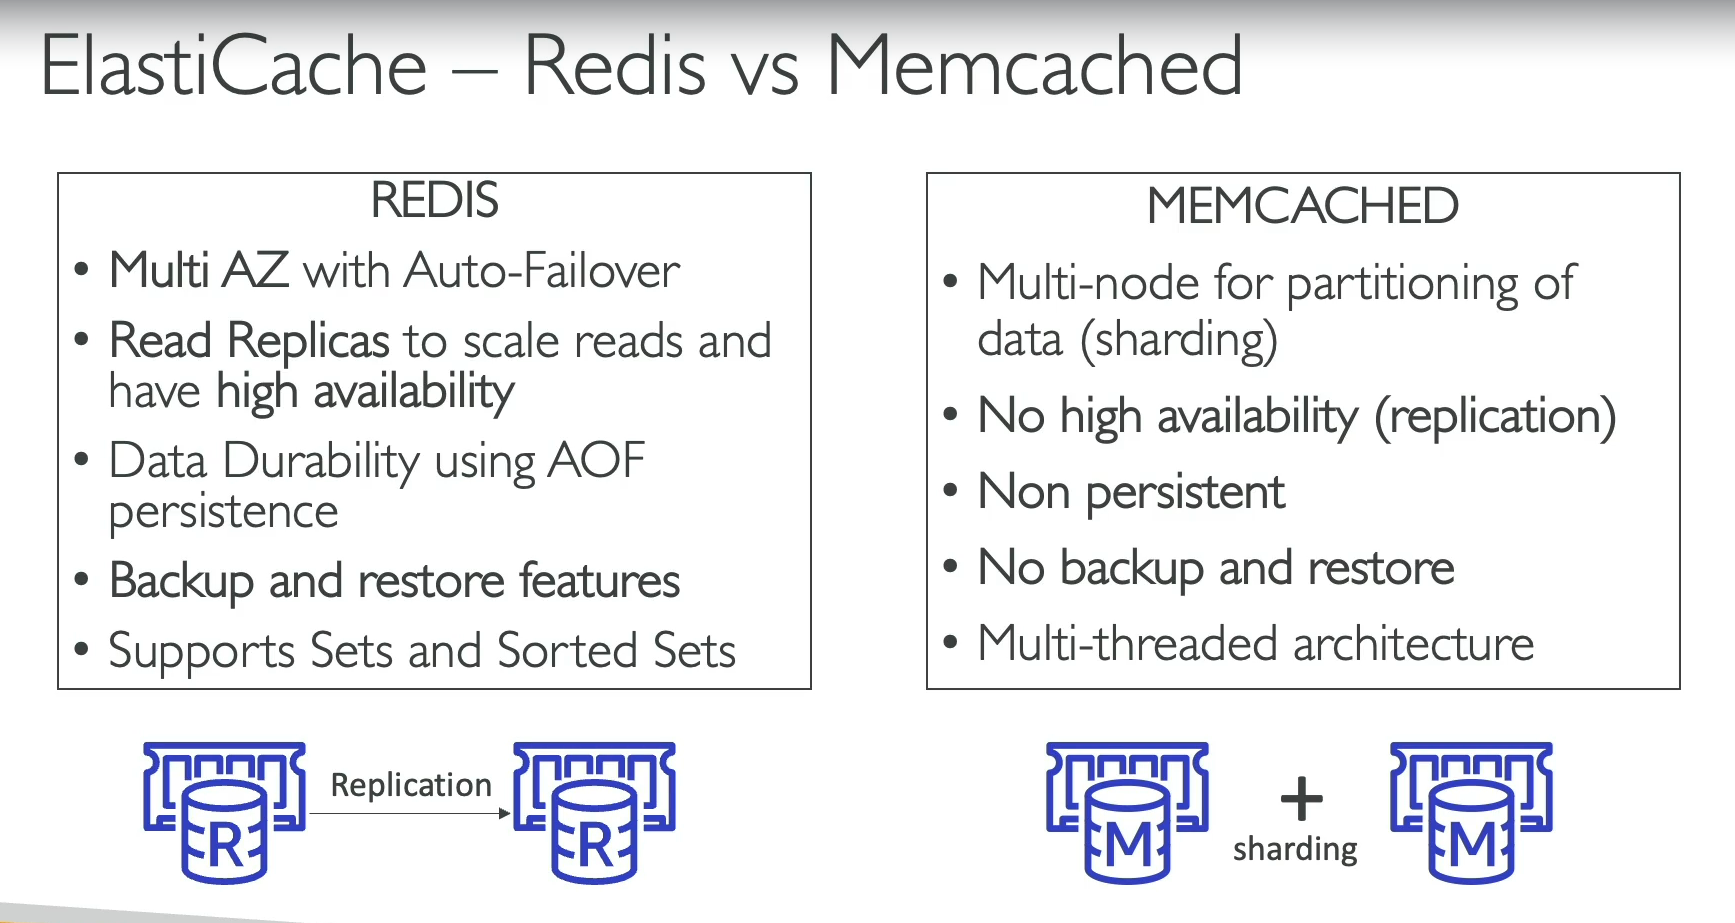 ElastiCache – Redis vs Memcached
REDIS
• Multi AZ with Auto-Failover
• Read Replicas to scale reads and
have high availability
• Data Durability using AOF
persistence
• Backup and restore features
• Supports Sets and Sorted Sets
MEMCACHED
• Multi-node for partitioning of
data (sharding)
• No high availability (replication)
• Non persistent
• No backup and restore
• Multi-threaded architecture
R
Replication
R
M
+
sharding
M